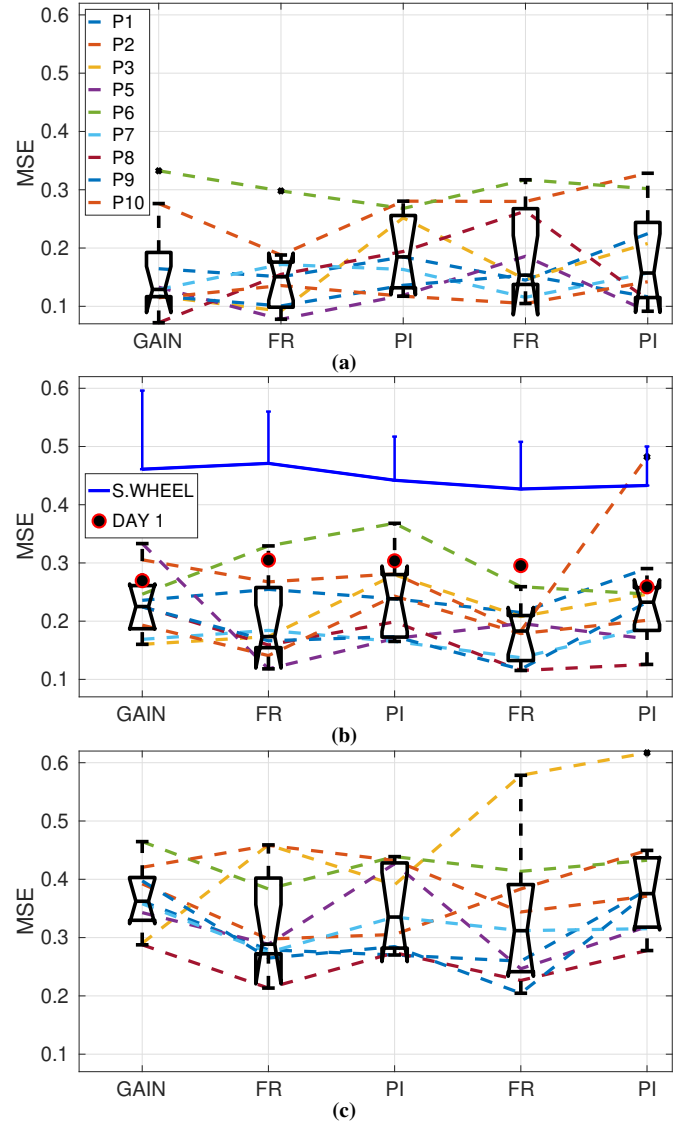 0.6
0.5
0.4
0.3
0.2
0.1
MSE
P1
P2
P3
P5
P6
P7
P8
P9
P10
GAIN FR PI FR PI
(a)
0.6
0.5
0.4
0.3
0.2
0.1
MSE
S.WHEEL
DAY 1
GAIN FR PI FR PI
(b)
0.6
0.5
0.4
0.3
0.2
0.1
MSE
GAIN FR PI FR PI
(c)